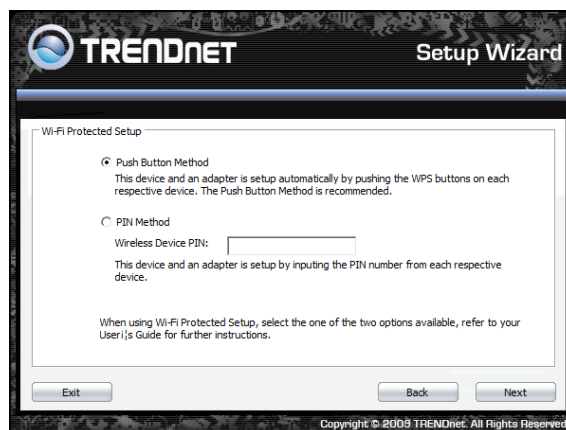 TRENDNET
Setup Wizard
Wi-Fi Protected Setup
Push Button Method
This device and an adapter is setup automatically by pushing the WPS buttons on each
respective device. The Push Button Method is recommended.
PIN Method
Wireless Device PIN:
This device and an adapter is setup by inputing the PIN number from each respective
device.
When using Wi-Fi Protected Setup, select the one of the two options available, refer to your
Useri¦s Guide for further instructions.
Exit
Back
Next
Copyright © 2009 TRENDnet. All Rights Reserved